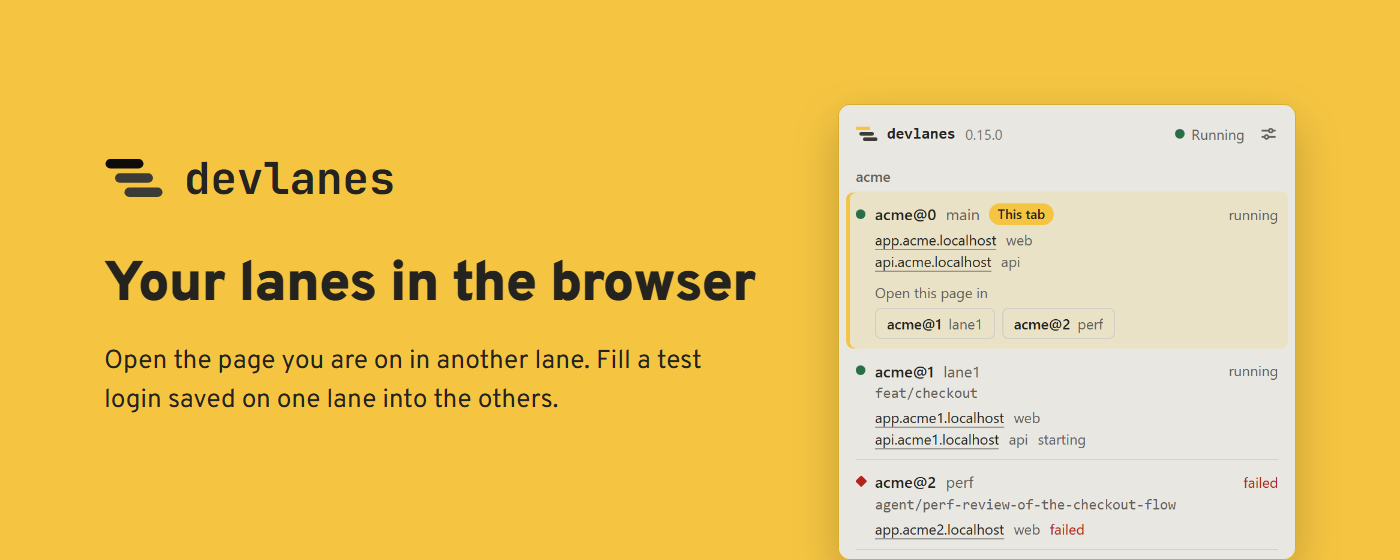 devlanes
Your lanes in the browser
Open the page you are on in another lane. Fill a test
login saved on one lane into the others.
devlanes 0.15.0 Running
acme
acme@0 main This tab running
app.acme.localhost web
api.acme.localhost api
Open this page in
acme@1 lane1 acme@2 perf
acme@1 lane1 running
feat/checkout
app.acme1.localhost web
api.acme1.localhost api starting
acme@2 perf failed
agent/perf-review-of-the-checkout-flow
app.acme2.localhost web failed